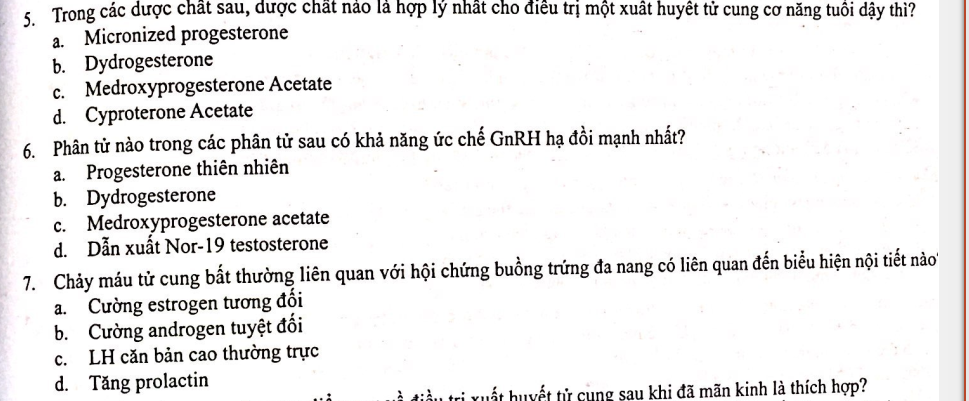 5. Trong các dược chất sau, dược chất nào là hợp lý nhất cho điều trị một xuất huyết tử cung cơ năng tuổi dậy thì?
a. Micronized progesterone
b. Dydrogesterone
c. Medroxyprogesterone Acetate
d. Cyproterone Acetate
6. Phân tử nào trong các phân tử sau có khả năng ức chế GnRH hạ đồi mạnh nhất?
a. Progesterone thiên nhiên
b. Dydrogesterone
c. Medroxyprogesterone acetate
d. Dẫn xuất Nor-19 testosterone
7. Chảy máu tử cung bất thường liên quan với hội chứng buồng trứng đa nang có liên quan đến biểu hiện nội tiết nào
a. Cường estrogen tương đối
b. Cường androgen tuyệt đối
c. LH căn bản cao thường trực
d. Tăng prolactin
điều trị xuất huyết tử cung sau khi đã mãn kinh là thích hợp?